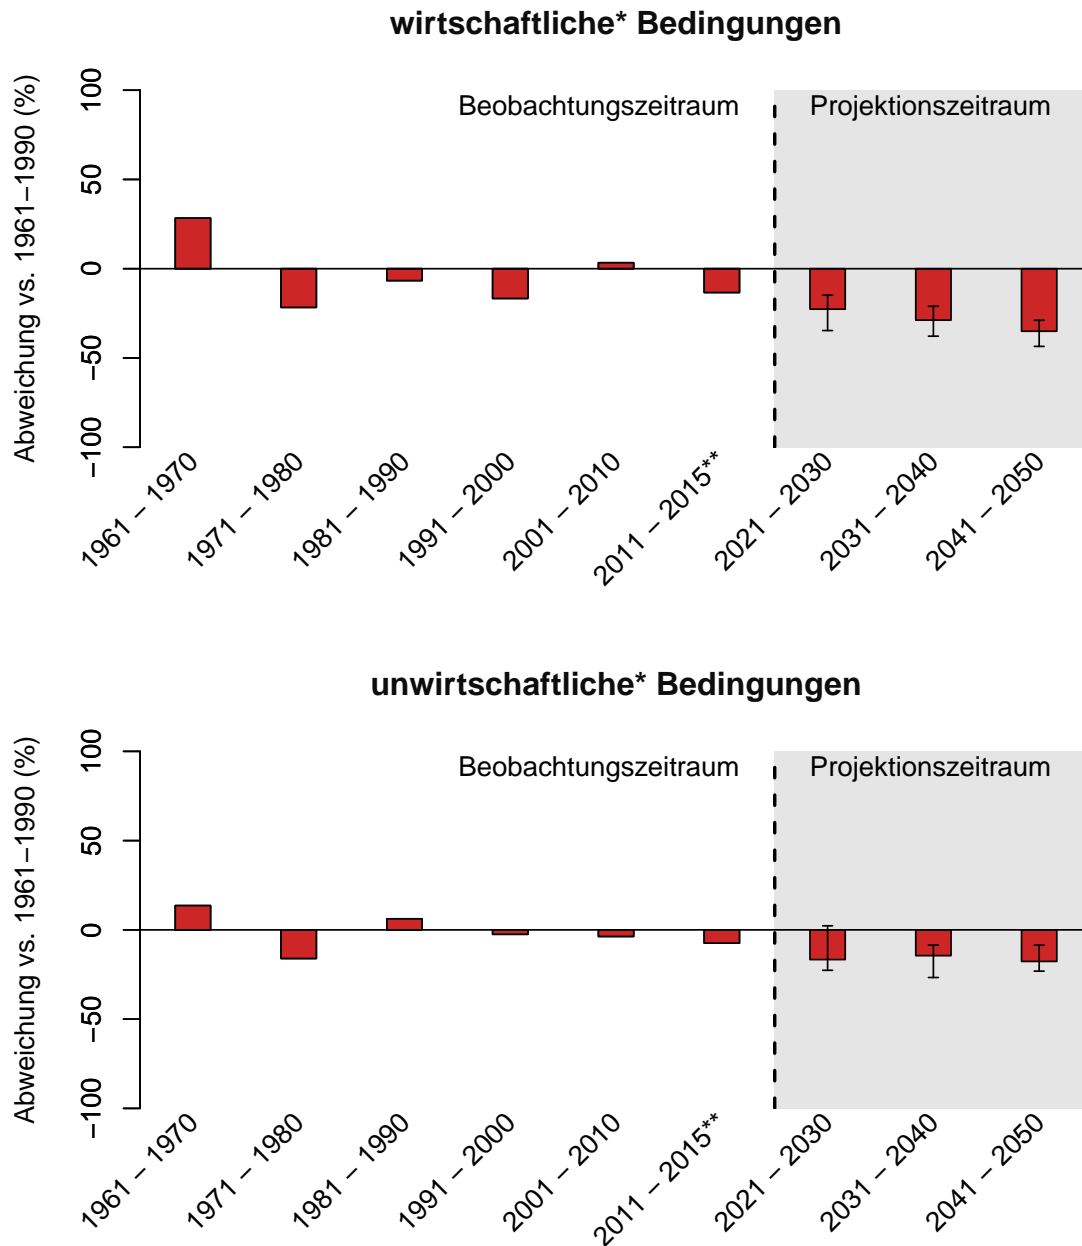 wirtschaftliche* Bedingungen
Abweichung vs. 1961–1990 (%)
100
50
0
–50
–100
Beobachtungszeitraum
Projektionszeitraum
1961 – 1970
1971 – 1980
1981 – 1990
1991 – 2000
2001 – 2010
2011 – 2015**
2021 – 2030
2031 – 2040
2041 – 2050
unwirtschaftliche* Bedingungen
Abweichung vs. 1961–1990 (%)
100
50
0
–50
–100
Beobachtungszeitraum
Projektionszeitraum
1961 – 1970
1971 – 1980
1981 – 1990
1991 – 2000
2001 – 2010
2011 – 2015**
2021 – 2030
2031 – 2040
2041 – 2050